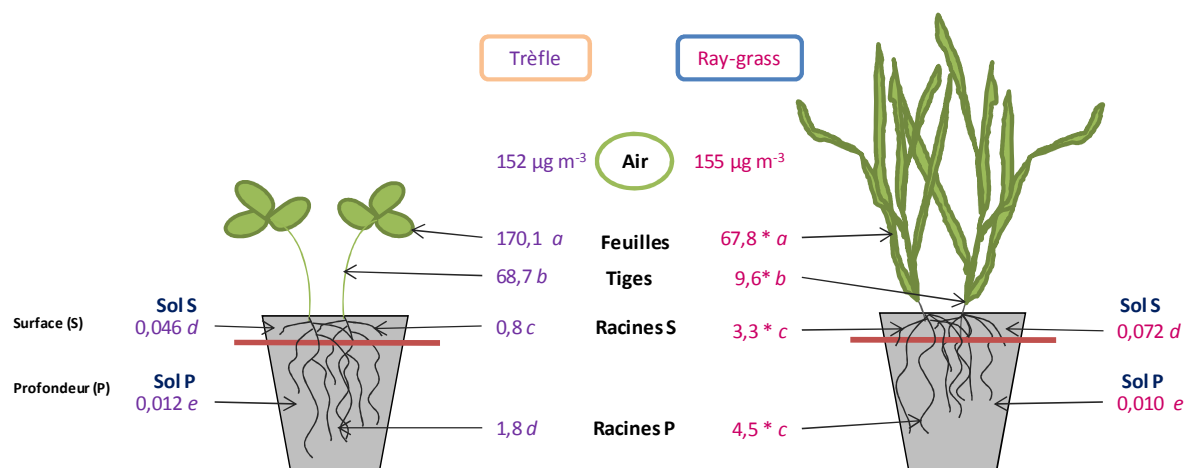 Trèfle Ray-grass
152 µg m-3 Air 155 µg m-3
170,1 a Feuilles 67,8 * a
68,7 b Tiges 9,6* b
Sol S Sol S
Surface (S) 0,046 d 0,8 c Racines S 3,3 * c 0,072 d
Profondeur (P) Sol P Sol P
0,012 e 0,010 e
1,8 d Racines P 4,5 * c